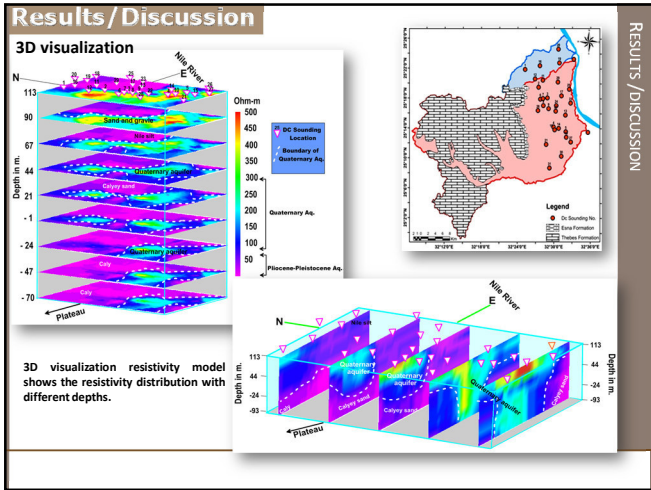 Results/Discussion
3D visualization
Nile River
N
E
Ohm-m
500
450
400
350
300
250
200
150
100
50
DC Sounding
Location
Boundary of
Quaternary Aq.
Quaternary Aq.
Pliocene-Pleistocene Aq.
Depth in m.
113
90
67
44
21
- 1
-24
-47
-70
Sand and gravle
Nile silt
Quaternary aquifer
Calyey sand
Quaternary aquifer
Caly
Caly
Plateau
3D visualization resistivity model
shows the resistivity distribution with
different depths.
Legend
Dc Sounding No.
Esna Formation
Thebes Formation
RESULTS /DISCUSSION
Nile River
N
E
Nile silt
Depth in m.
113
44
-24
-93
Quaternary
aquifer
Quaternary
aquifer
Quaternary aquifer
Caly
Calyey sand
Calyey sand
Calyey sand
113
44
-24
-93
Depth in m.
Plateau